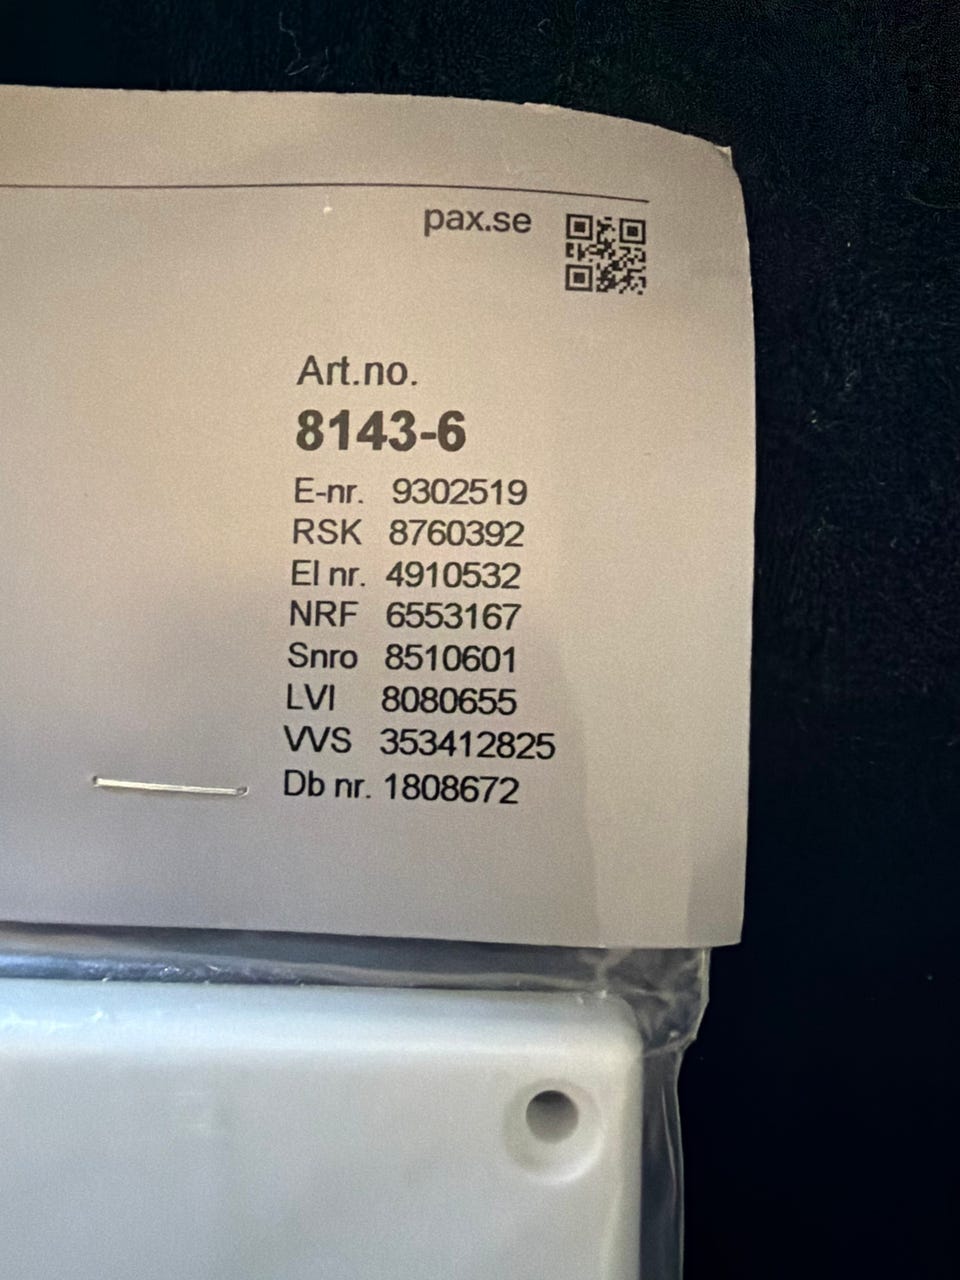 pax.se
Art.no.
8143-6
E-nr. 9302519
RSK 8760392
El nr. 4910532
NRF 6553167
Snro 8510601
LVI 8080655
VVS 353412825
Db nr. 1808672